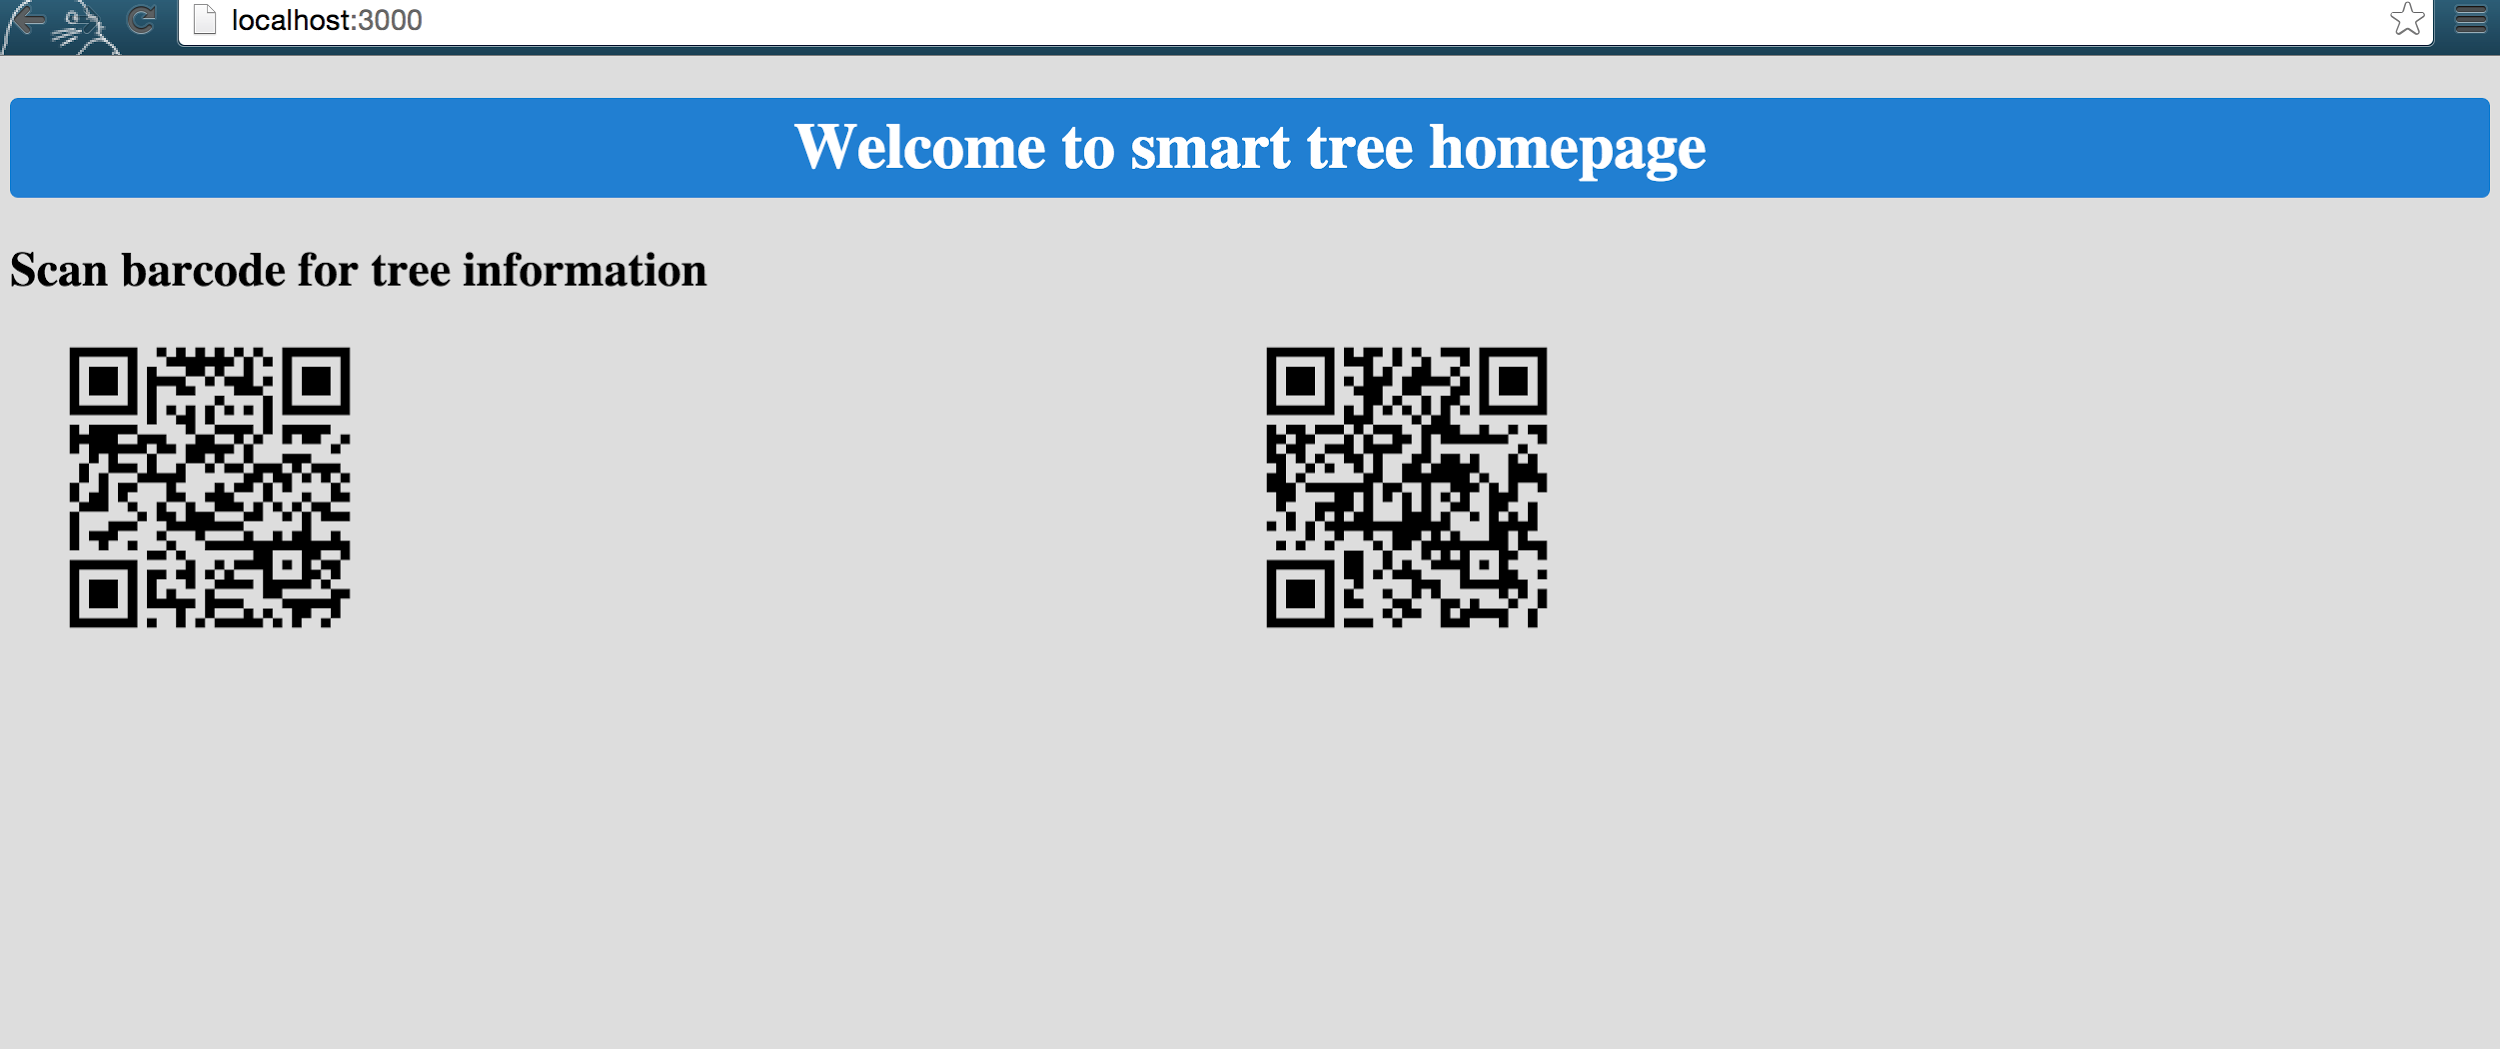 localhost:3000
Welcome to smart tree homepage
Scan barcode for tree information